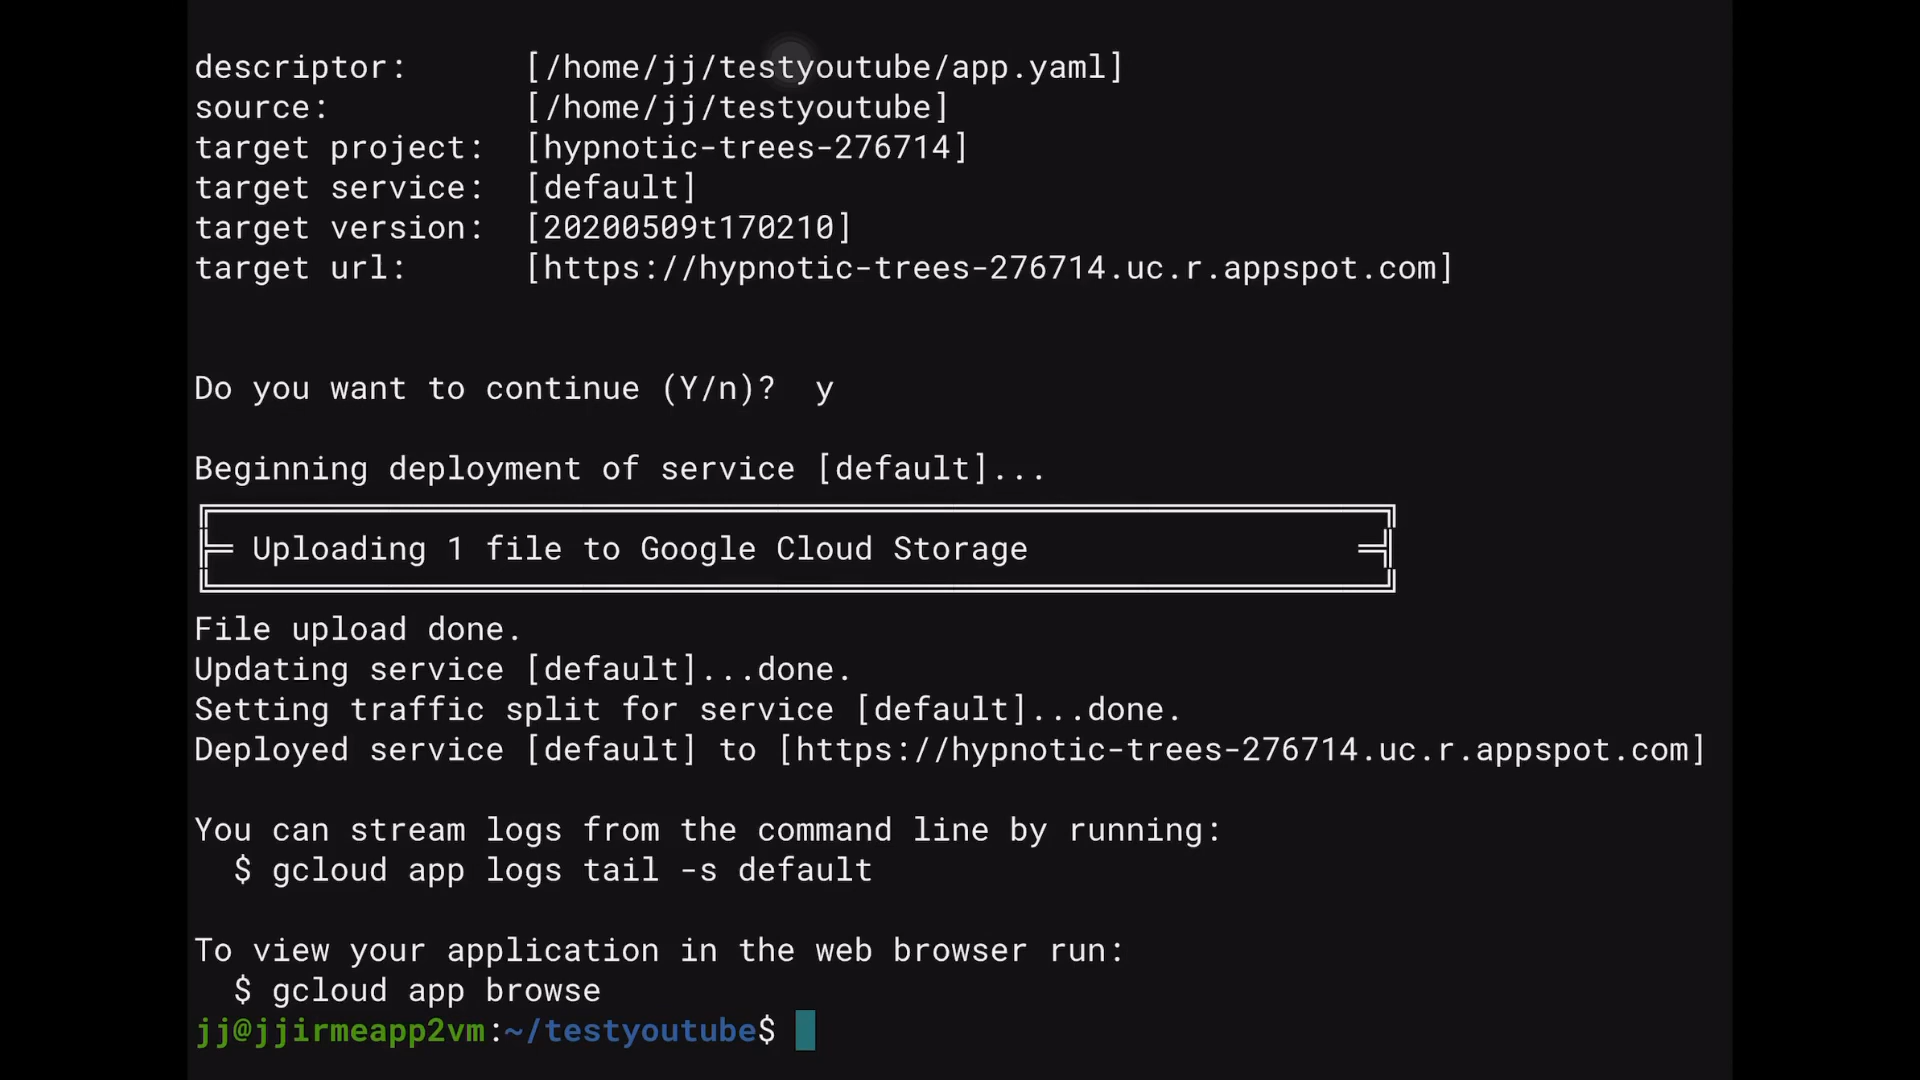 descriptor:      [/home/jj/testyoutube/app.yaml]
source:          [/home/jj/testyoutube]
target project:  [hypnotic-trees-276714]
target service:  [default]
target version:  [20200509t170210]
target url:      [https://hypnotic-trees-276714.uc.r.appspot.com]
Do you want to continue (Y/n)?  y
Beginning deployment of service [default]...
Uploading 1 file to Google Cloud Storage
File upload done.
Updating service [default]...done.
Setting traffic split for service [default]...done.
Deployed service [default] to [https://hypnotic-trees-276714.uc.r.appspot.com]
You can stream logs from the command line by running:
  $ gcloud app logs tail -s default
To view your application in the web browser run:
  $ gcloud app browse
jj@jjirmeapp2vm:~/testyoutube$